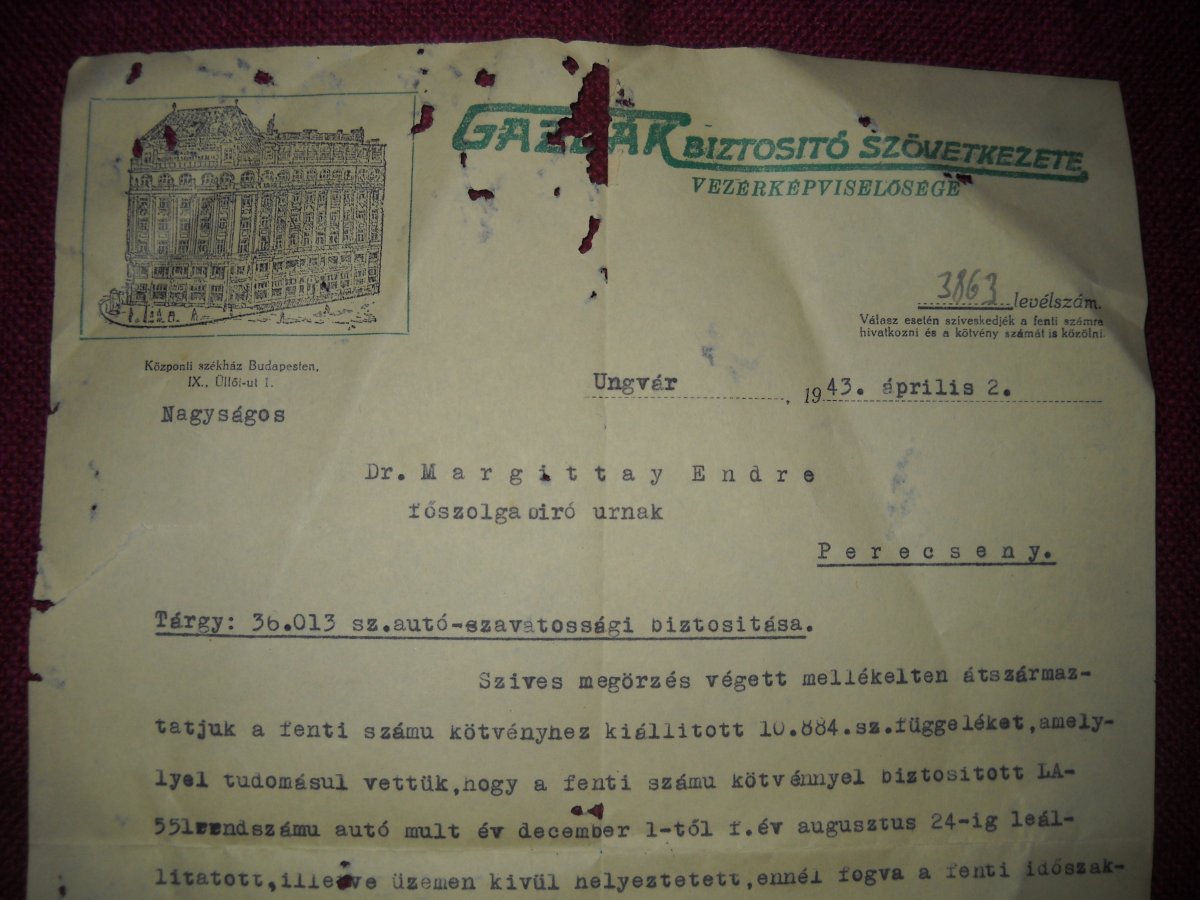 GAZDÁK BIZTOSITÓ SZÖVETKEZETE
VEZÉRKÉPVISELŐSÉGE
3863 levélszám.
Válasz esetén sziveskedjék a fenti számra
hivatkozni és a kötvény számát is közölni.
Központi székház Budapesten,
IX., Üllői-ut 1.
Ungvár, 1943. április 2.
Nagyságos
Dr. Margittay Endre
főszolgabiró urnak
Perecseny.
Tárgy: 36.013 sz.autó-szavatossági biztositása.
Szives megörzés végett mellékelten átszármaz-
tatjuk a fenti számu kötvényhez kiállitott 10.884.sz.függeléket,amely-
lyel tudomásul vettük,hogy a fenti számu kötvénnyel biztositott LA-
551rendszámu autó mult év december 1-től f.év augusztus 24-ig leál-
litatott,illetve üzemen kivül helyeztetett,ennél fogva a fenti időszak-